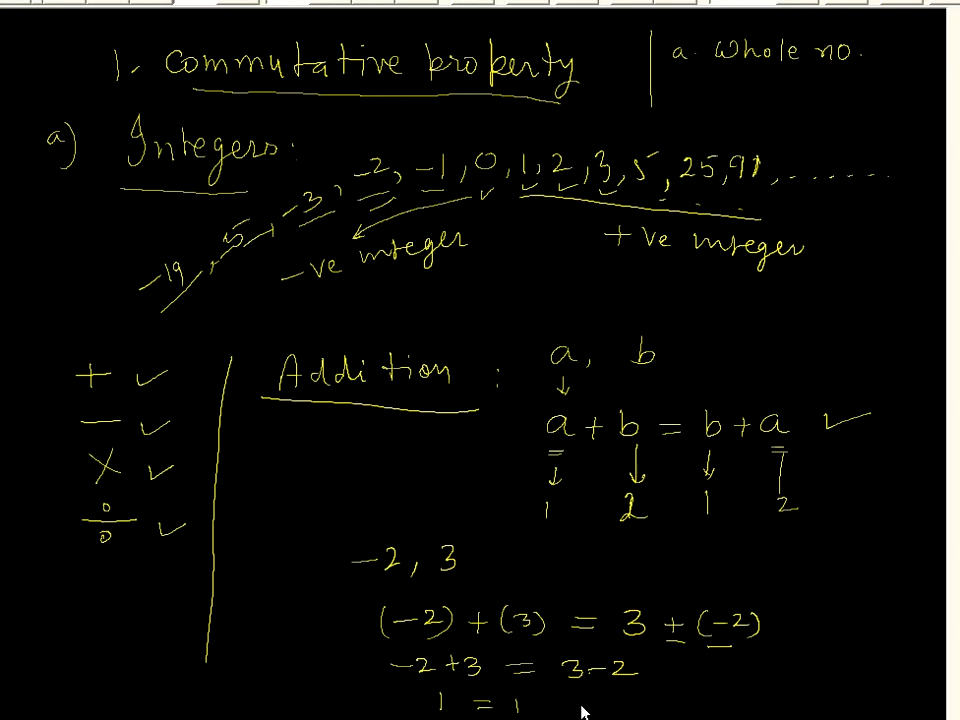 1. Commutative property
a. Whole no.
a) Integers:
-19, -5, -3, -2, -1, 0, 1, 2, 3, 5, 25, 91, .......
-ve integer +ve integer
+ ✓
- ✓
× ✓
÷ ✓
Addition : a, b
a + b = b + a ✓
1 2 1 2
-2, 3
(-2) + (3) = 3 + (-2)
-2+3 = 3-2
1 = 1